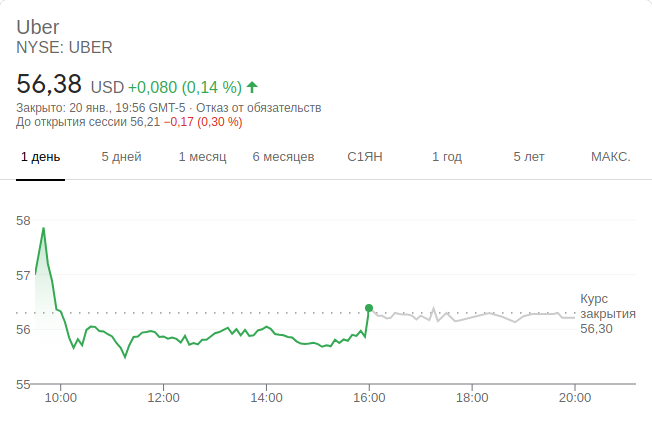 Uber
NYSE: UBER
56,38 USD +0,080 (0,14 %)
Закрыто: 20 янв., 19:56 GMT-5 · Отказ от обязательств
До открытия сессии 56,21 −0,17 (0,30 %)
1 день 5 дней 1 месяц 6 месяцев С1ЯН 1 год 5 лет МАКС.
58
57
56
55
Курс
закрытия
56,30
10:00 12:00 14:00 16:00 18:00 20:00